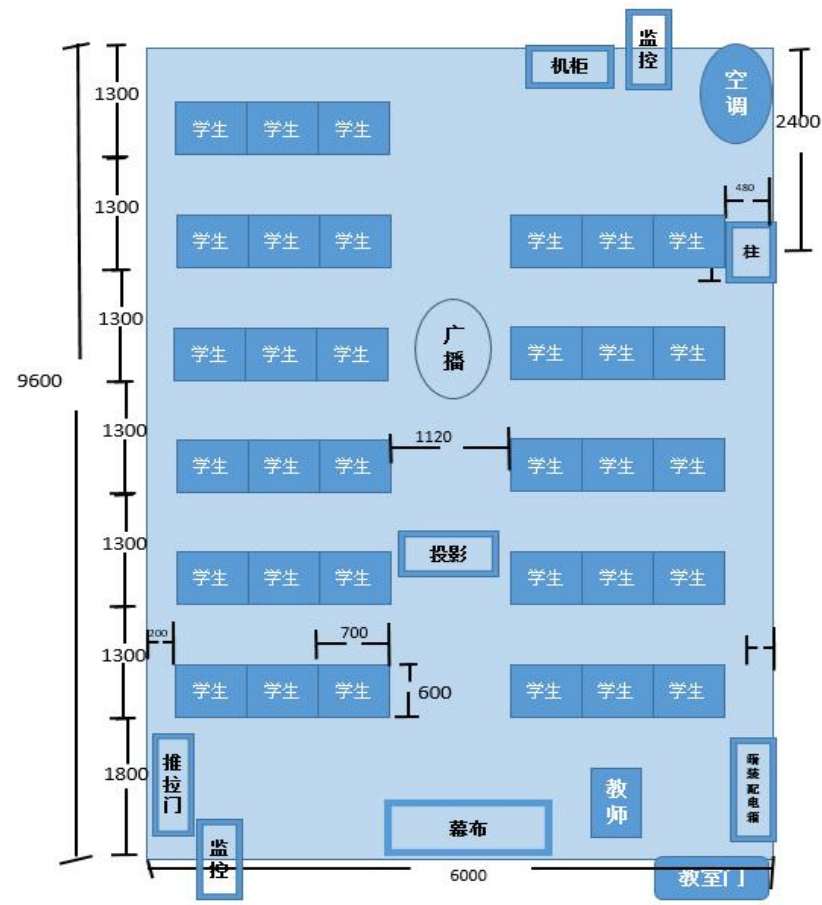 监控
机柜
空调
1300
2400
学生 学生 学生
480
1300
学生 学生 学生 学生 学生 学生
柱
1300
广播
学生 学生 学生 学生 学生 学生
9600
1300
1120
学生 学生 学生 学生 学生 学生
投影
1300
学生 学生 学生 学生 学生 学生
200
700
1300
学生 学生 学生 学生 学生 学生
600
推拉门
1800
教师
幕布
监控
6000
教室门